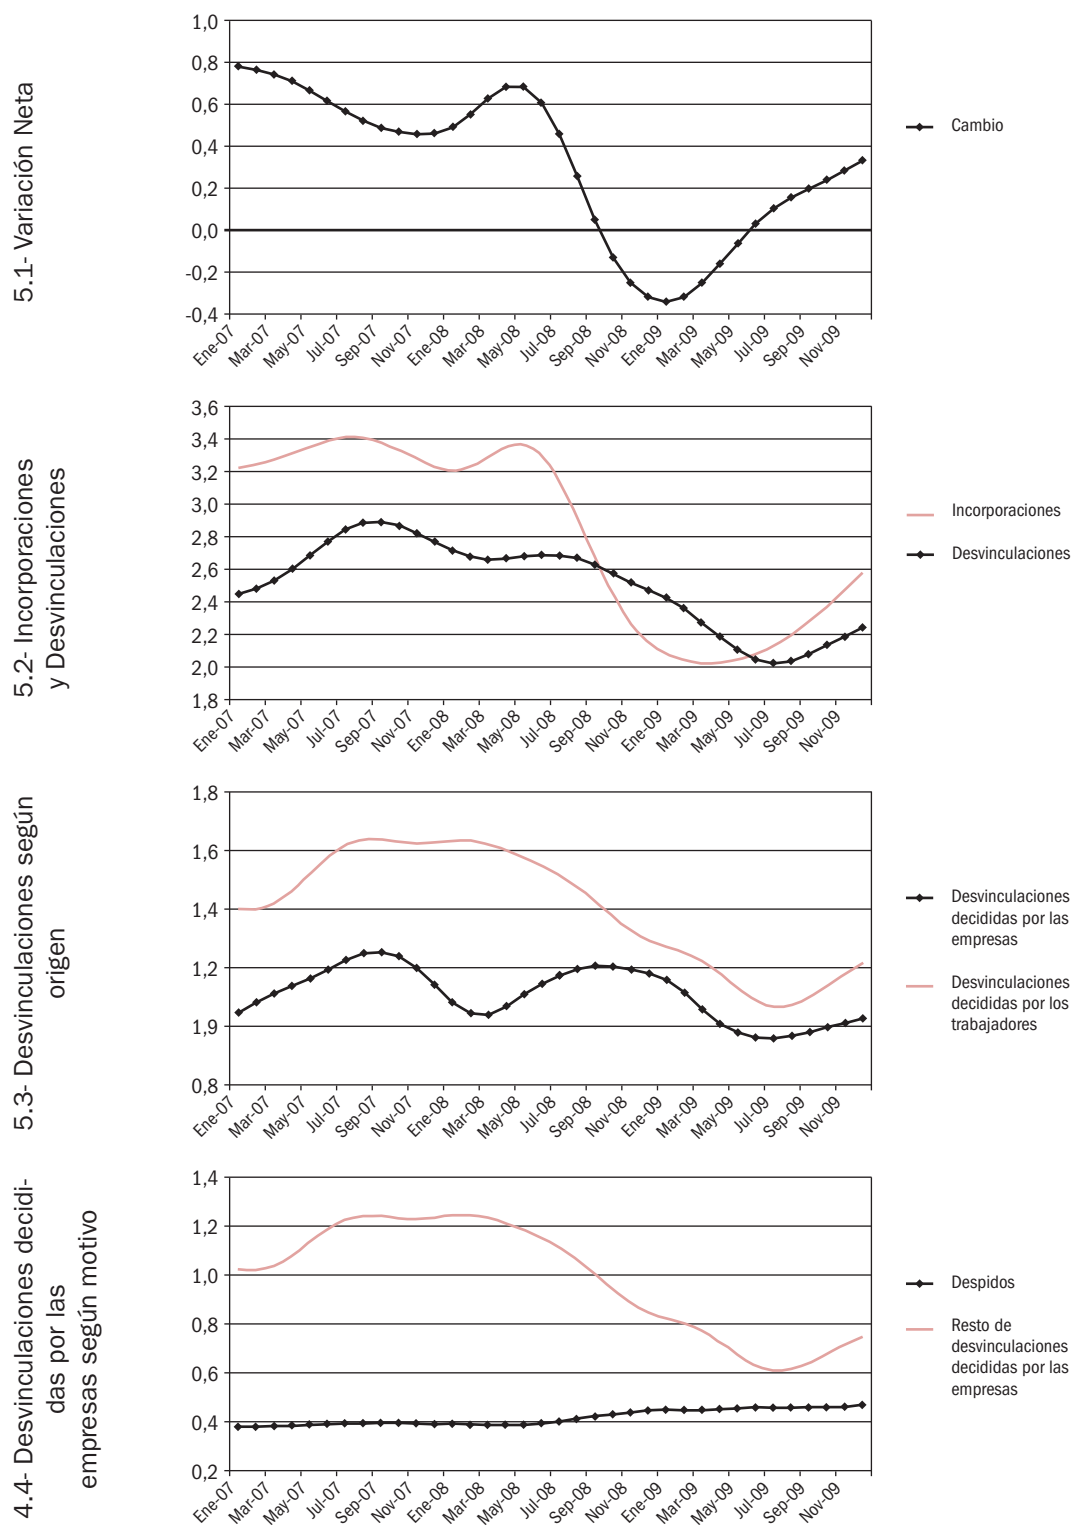 5.1- Variación Neta
1,0
0,8
0,6
0,4
0,2
0,0
-0,2
-0,4
Ene-07
Mar-07
May-07
Jul-07
Sep-07
Nov-07
Ene-08
Mar-08
May-08
Jul-08
Sep-08
Nov-08
Ene-09
Mar-09
May-09
Jul-09
Sep-09
Nov-09
Cambio
5.2- Incorporaciones
y Desvinculaciones
3,6
3,4
3,2
3,0
2,8
2,6
2,4
2,2
2,0
1,8
Ene-07
Mar-07
May-07
Jul-07
Sep-07
Nov-07
Ene-08
Mar-08
May-08
Jul-08
Sep-08
Nov-08
Ene-09
Mar-09
May-09
Jul-09
Sep-09
Nov-09
Incorporaciones
Desvinculaciones
5.3- Desvinculaciones según
origen
1,8
1,6
1,4
1,2
1,9
0,8
Ene-07
Mar-07
May-07
Jul-07
Sep-07
Nov-07
Ene-08
Mar-08
May-08
Jul-08
Sep-08
Nov-08
Ene-09
Mar-09
May-09
Jul-09
Sep-09
Nov-09
Desvinculaciones
decididas por las
empresas
Desvinculaciones
decididas por los
trabajadores
4.4- Desvinculaciones decidi-
das por las
empresas según motivo
1,4
1,2
1,0
0,8
0,6
0,4
0,2
Ene-07
Mar-07
May-07
Jul-07
Sep-07
Nov-07
Ene-08
Mar-08
May-08
Jul-08
Sep-08
Nov-08
Ene-09
Mar-09
May-09
Jul-09
Sep-09
Nov-09
Despidos
Resto de
desvinculaciones
decididas por las
empresas